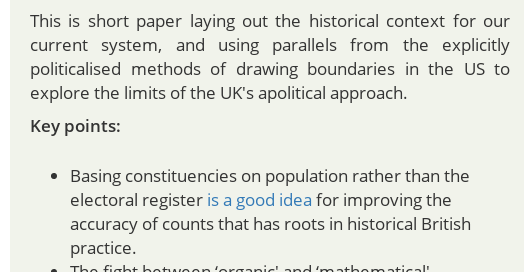 This is short paper laying out the historical context for our
current system, and using parallels from the explicitly
politicalised methods of drawing boundaries in the US to
explore the limits of the UK's apolitical approach.
Key points:
• Basing constituencies on population rather than the
electoral register is a good idea for improving the
accuracy of counts that has roots in historical British
practice.
• The fight between ‘organic' and ‘mathematical'